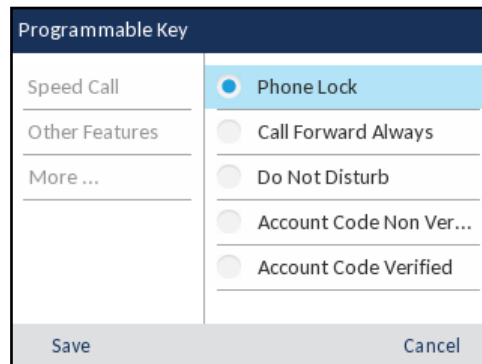 Programmable Key
Speed Call
Other Features
More ...
Phone Lock
Call Forward Always
Do Not Disturb
Account Code Non Ver...
Account Code Verified
Save
Cancel